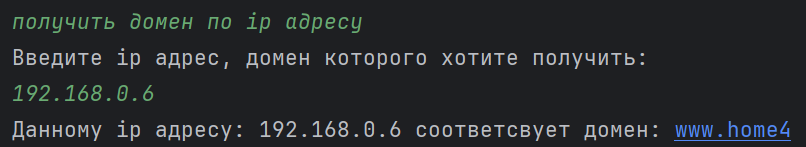 получить домен по ip адресу
Введите ip адрес, домен которого хотите получить:
192.168.0.6
Данному ip адресу: 192.168.0.6 соответсвует домен: www.home4